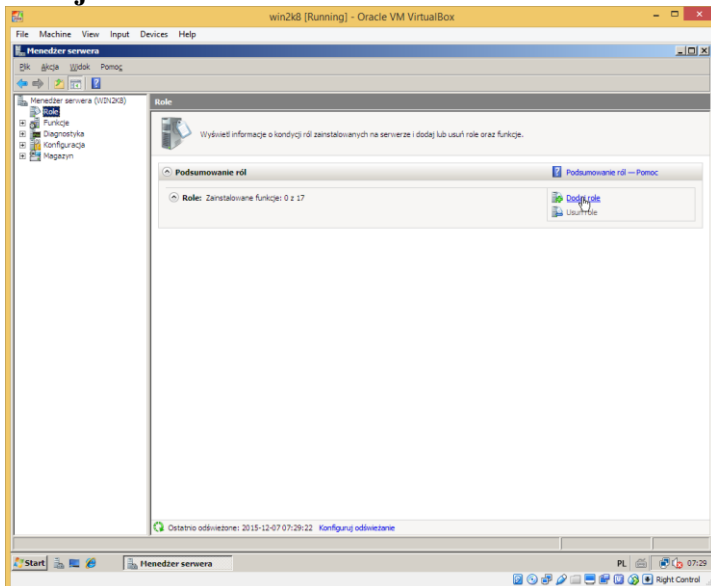 win2k8 [Running] - Oracle VM VirtualBox
File Machine View Input Devices Help
Menedżer serwera
Plik Akcja Widok Pomoc
Menedżer serwera (WIN2K8)
Role
Funkcje
Diagnostyka
Konfiguracja
Magazyn
Role
Wyświetl informacje o kondycji ról zainstalowanych na serwerze i dodaj lub usuń role oraz funkcje.
Podsumowanie ról
Podsumowanie ról — Pomoc
Role: Zainstalowane funkcje: 0 z 17
Dodaj role
Usuń role
Ostatnio odświeżone: 2015-12-07 07:29:22 Konfiguruj odświeżanie
Start
Menedżer serwera
PL
07:29
Right Control